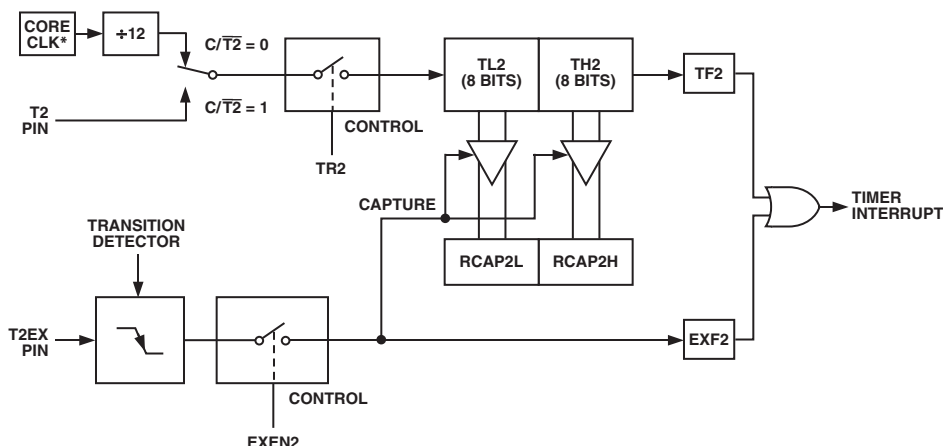 CORE
CLK*
÷12
C/T2̅ = 0
TL2
(8 BITS)
TH2
(8 BITS)
TF2
C/T2̅ = 1
T2
PIN
CONTROL
TR2
CAPTURE
TIMER
INTERRUPT
TRANSITION
DETECTOR
RCAP2L
RCAP2H
T2EX
PIN
EXF2
CONTROL
EXEN2